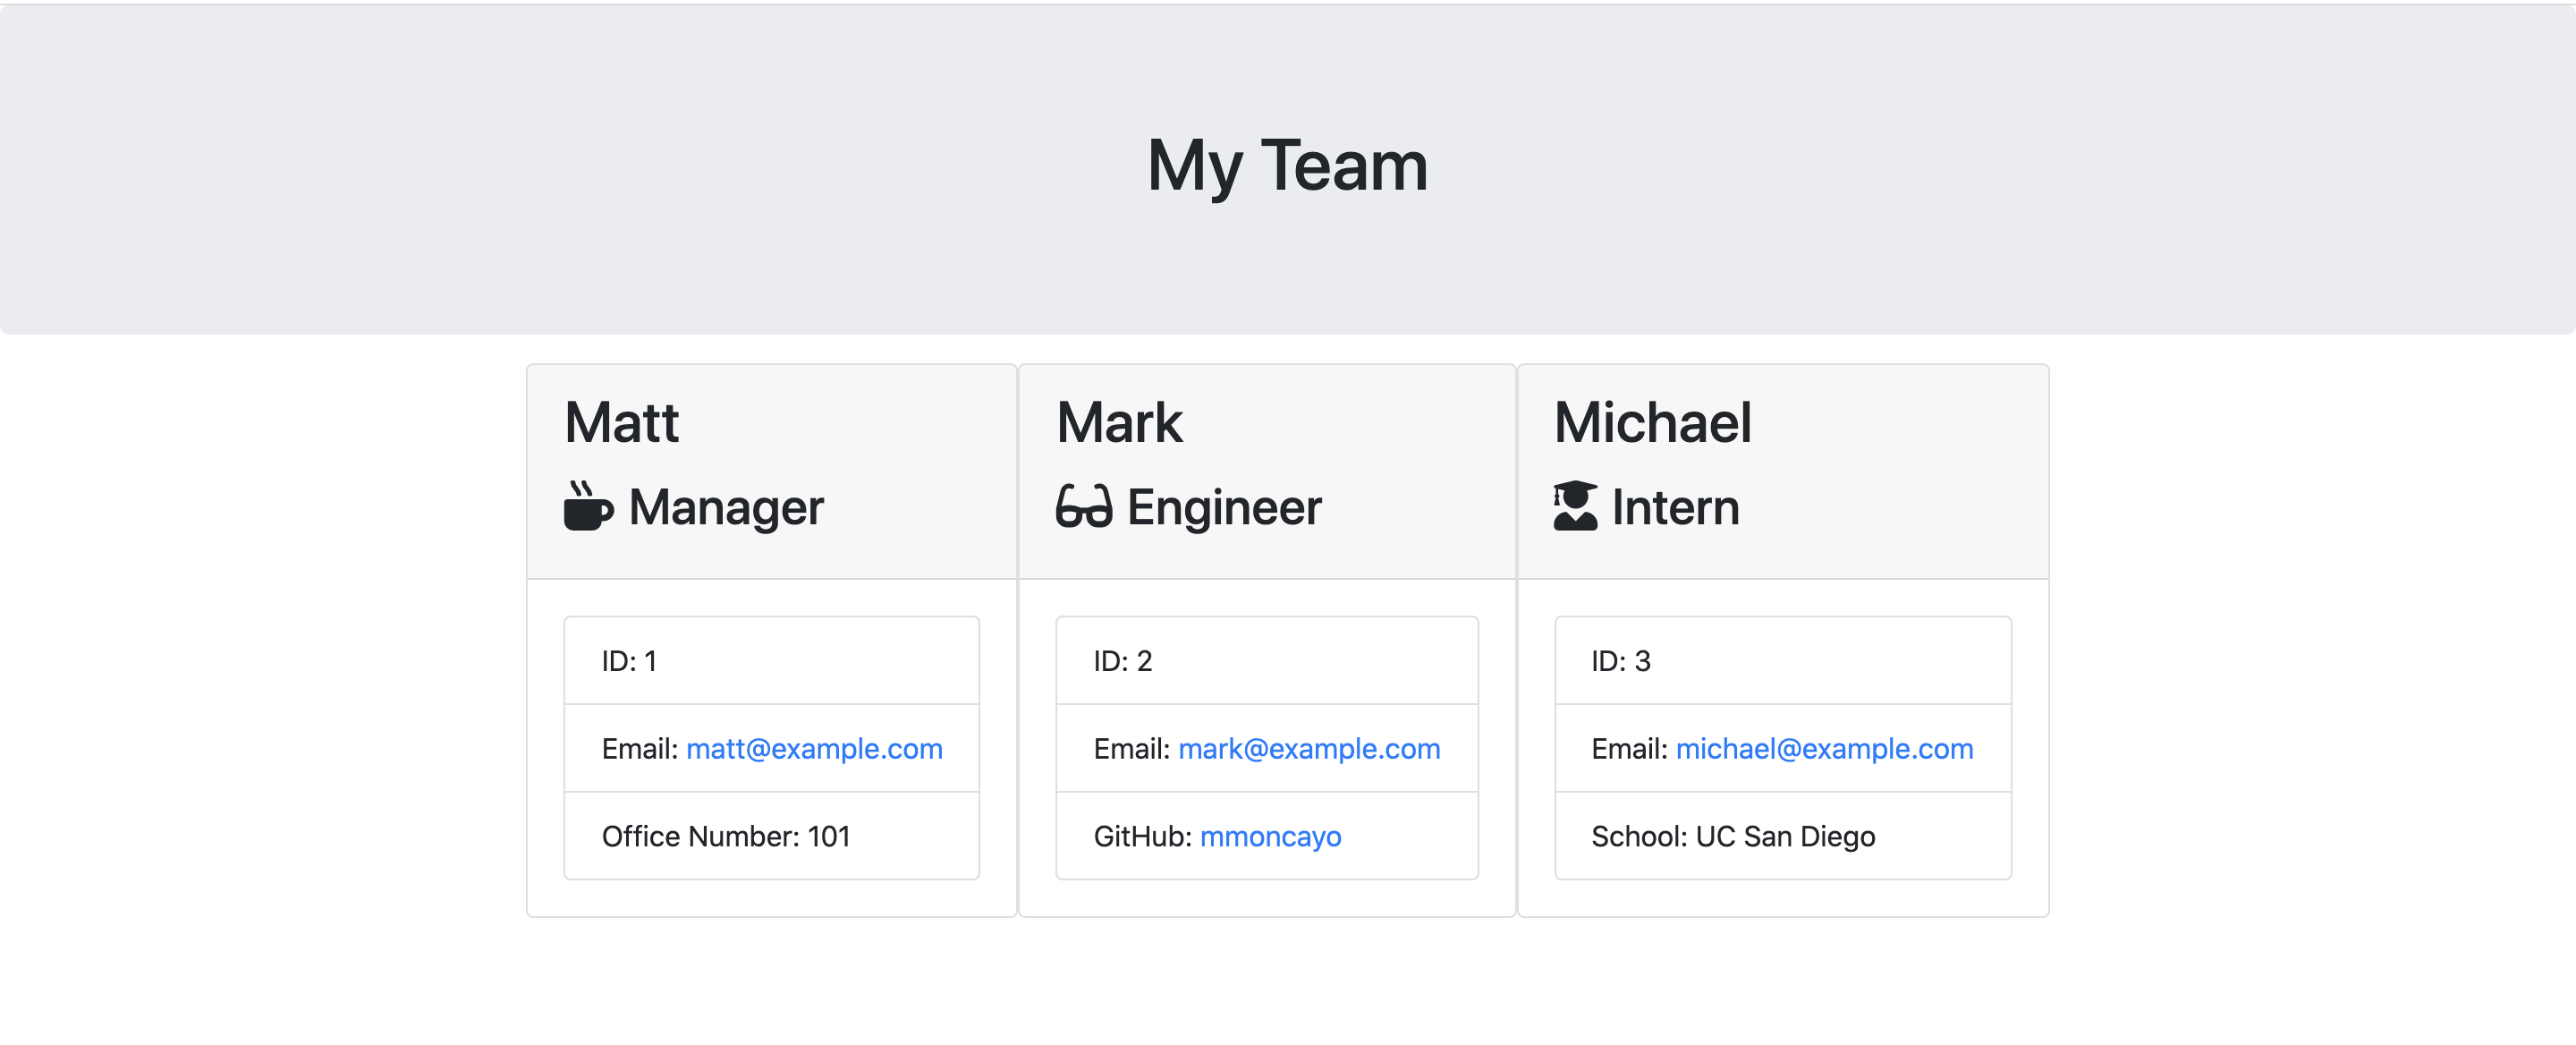 My Team
Matt
Manager
ID: 1
Email: matt@example.com
Office Number: 101
Mark
Engineer
ID: 2
Email: mark@example.com
GitHub: mmoncayo
Michael
Intern
ID: 3
Email: michael@example.com
School: UC San Diego